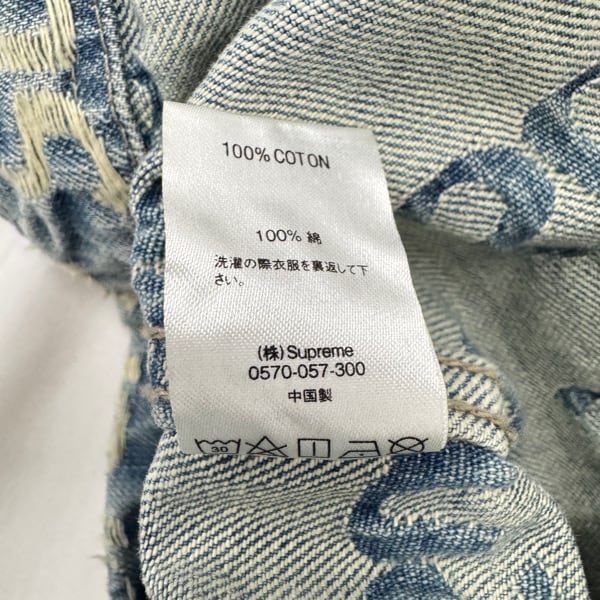 100% COTON
100% 綿
洗濯の際衣服を裏返して下
さい。
(株) Supreme
0570-057-300
中国製
30